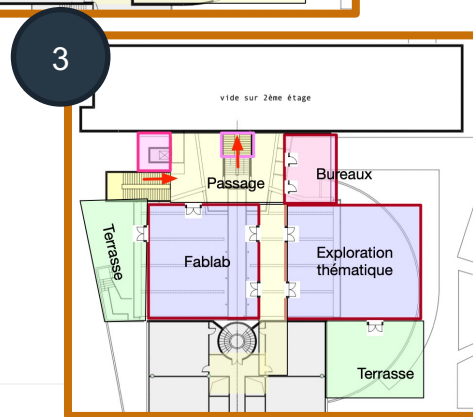 3
vide sur 2ème étage
Passage
Bureaux
Terrasse
Fablab
Exploration
thématique
Terrasse